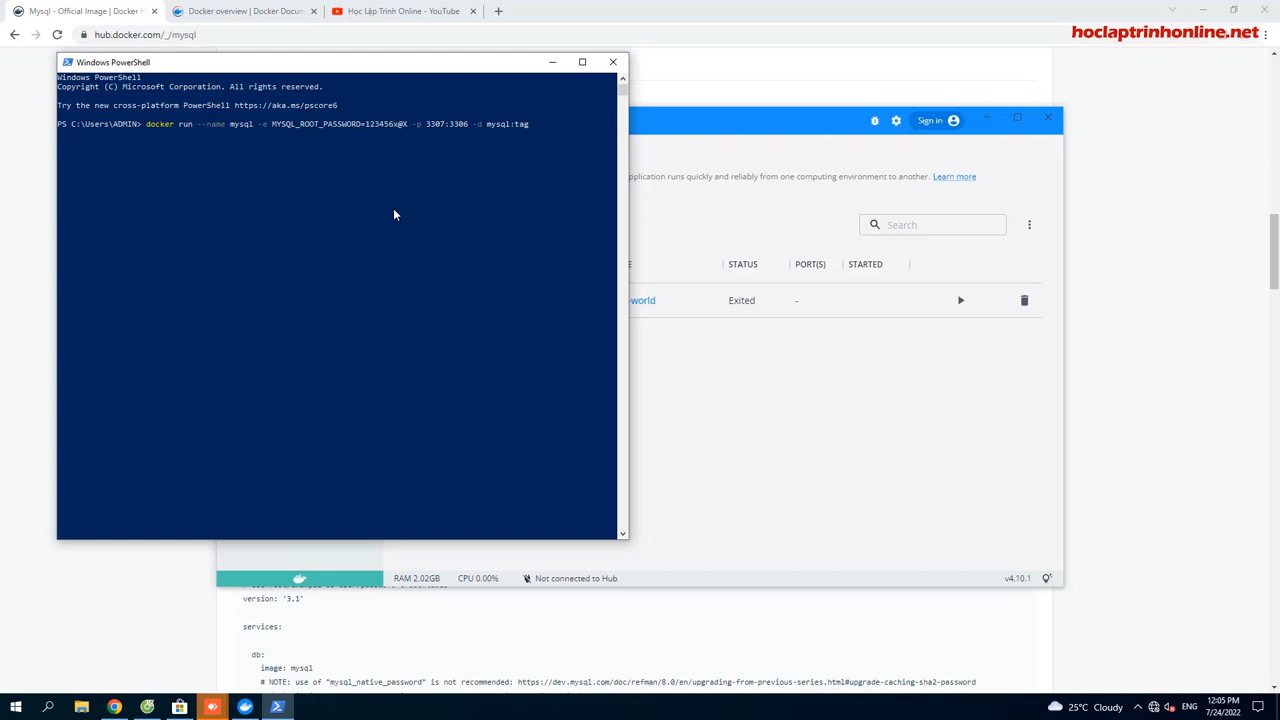 Mysql - Official Image | Docker H
Docker overview | Docker Docum
Học Lập Trình Online - YouTube
hub.docker.com/_/mysql
hoclaptrinhonline.net
Windows PowerShell
Windows PowerShell
Copyright (C) Microsoft Corporation. All rights reserved.
Try the new cross-platform PowerShell https://aka.ms/pscore6
PS C:\Users\ADMIN> docker run --name mysql -e MYSQL_ROOT_PASSWORD=123456x@X -p 3307:3306 -d mysql:tag
Sign in
pplication runs quickly and reliably from one computing environment to another. Learn more
Search
E STATUS PORT(S) STARTED
-world Exited -
RAM 2.02GB CPU 0.00% Not connected to Hub v4.10.1
version: '3.1'
services:
db:
image: mysql
# NOTE: use of "mysql_native_password" is not recommended: https://dev.mysql.com/doc/refman/8.0/en/upgrading-from-previous-series.html#upgrade-caching-sha2-password
25°C Cloudy ENG 12:05 PM
7/24/2022